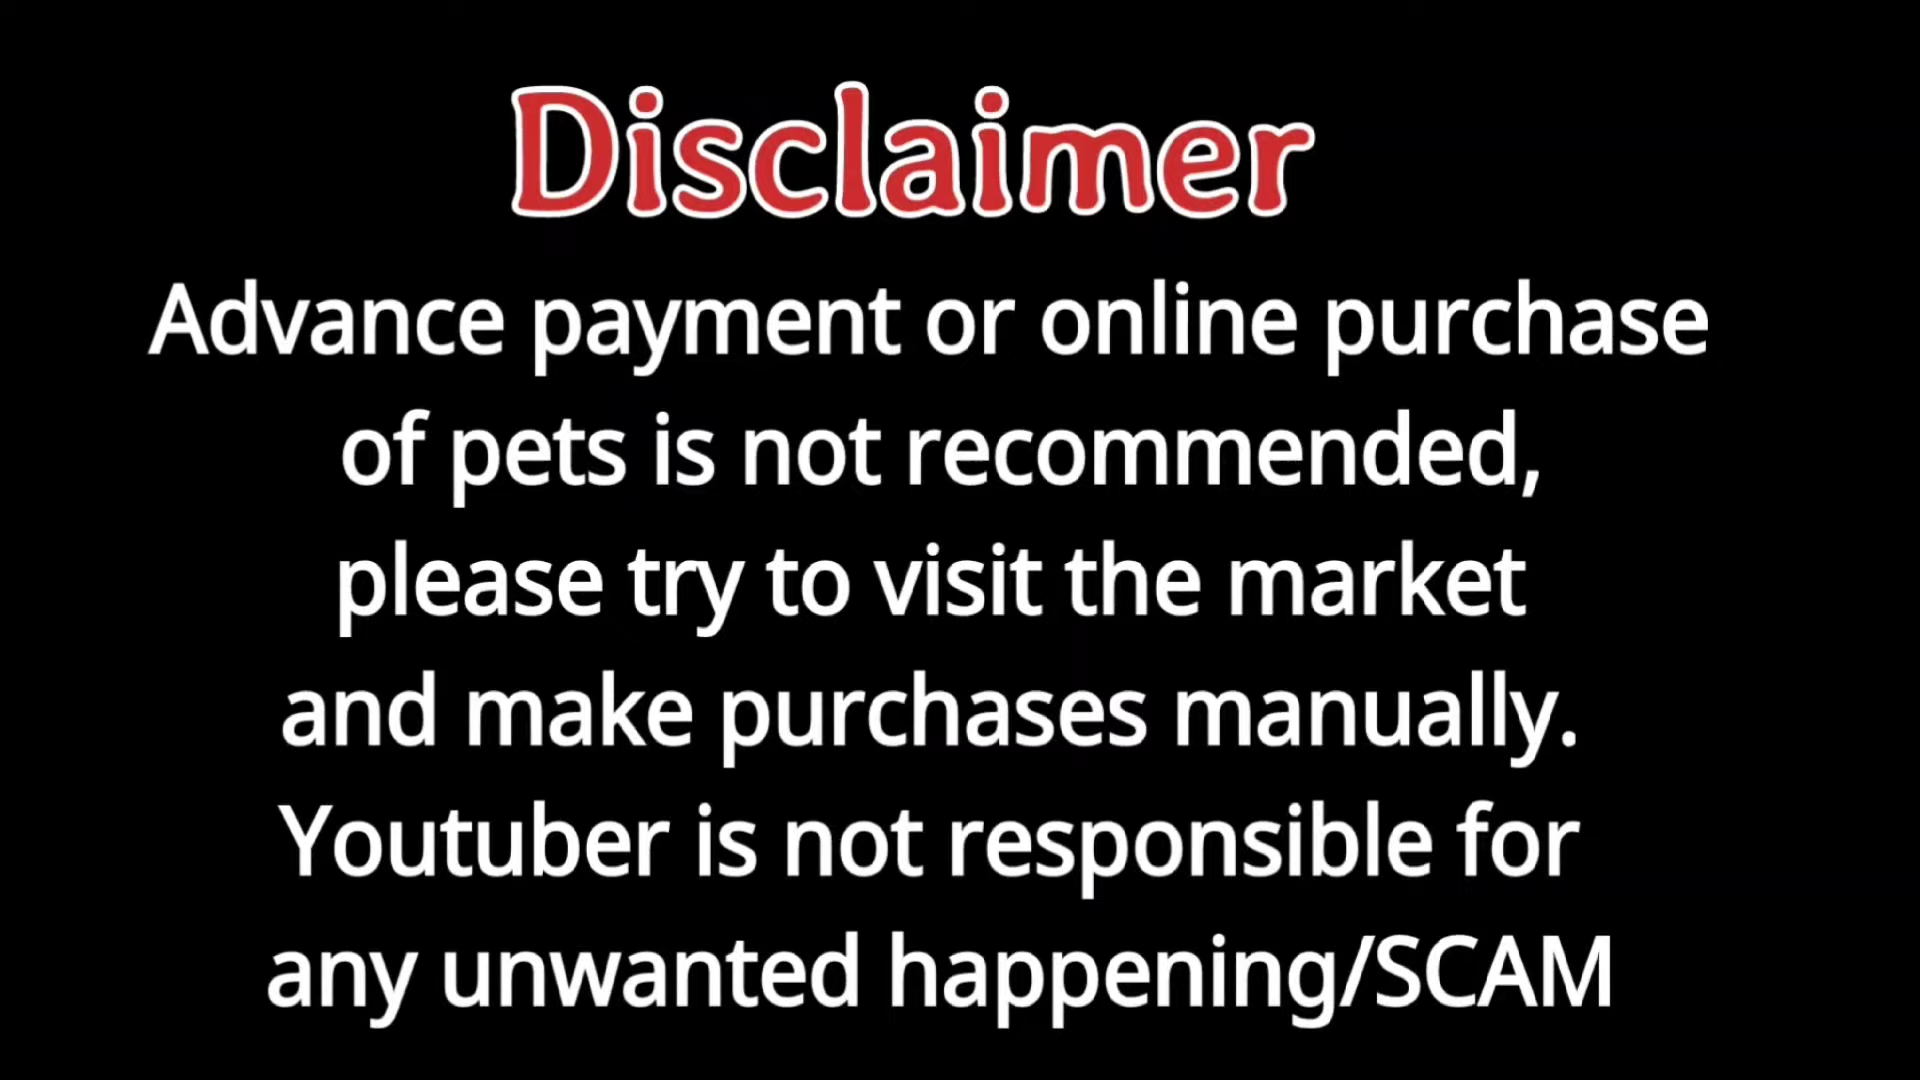 Disclaimer
Advance payment or online purchase
of pets is not recommended,
please try to visit the market
and make purchases manually.
Youtuber is not responsible for
any unwanted happening/SCAM